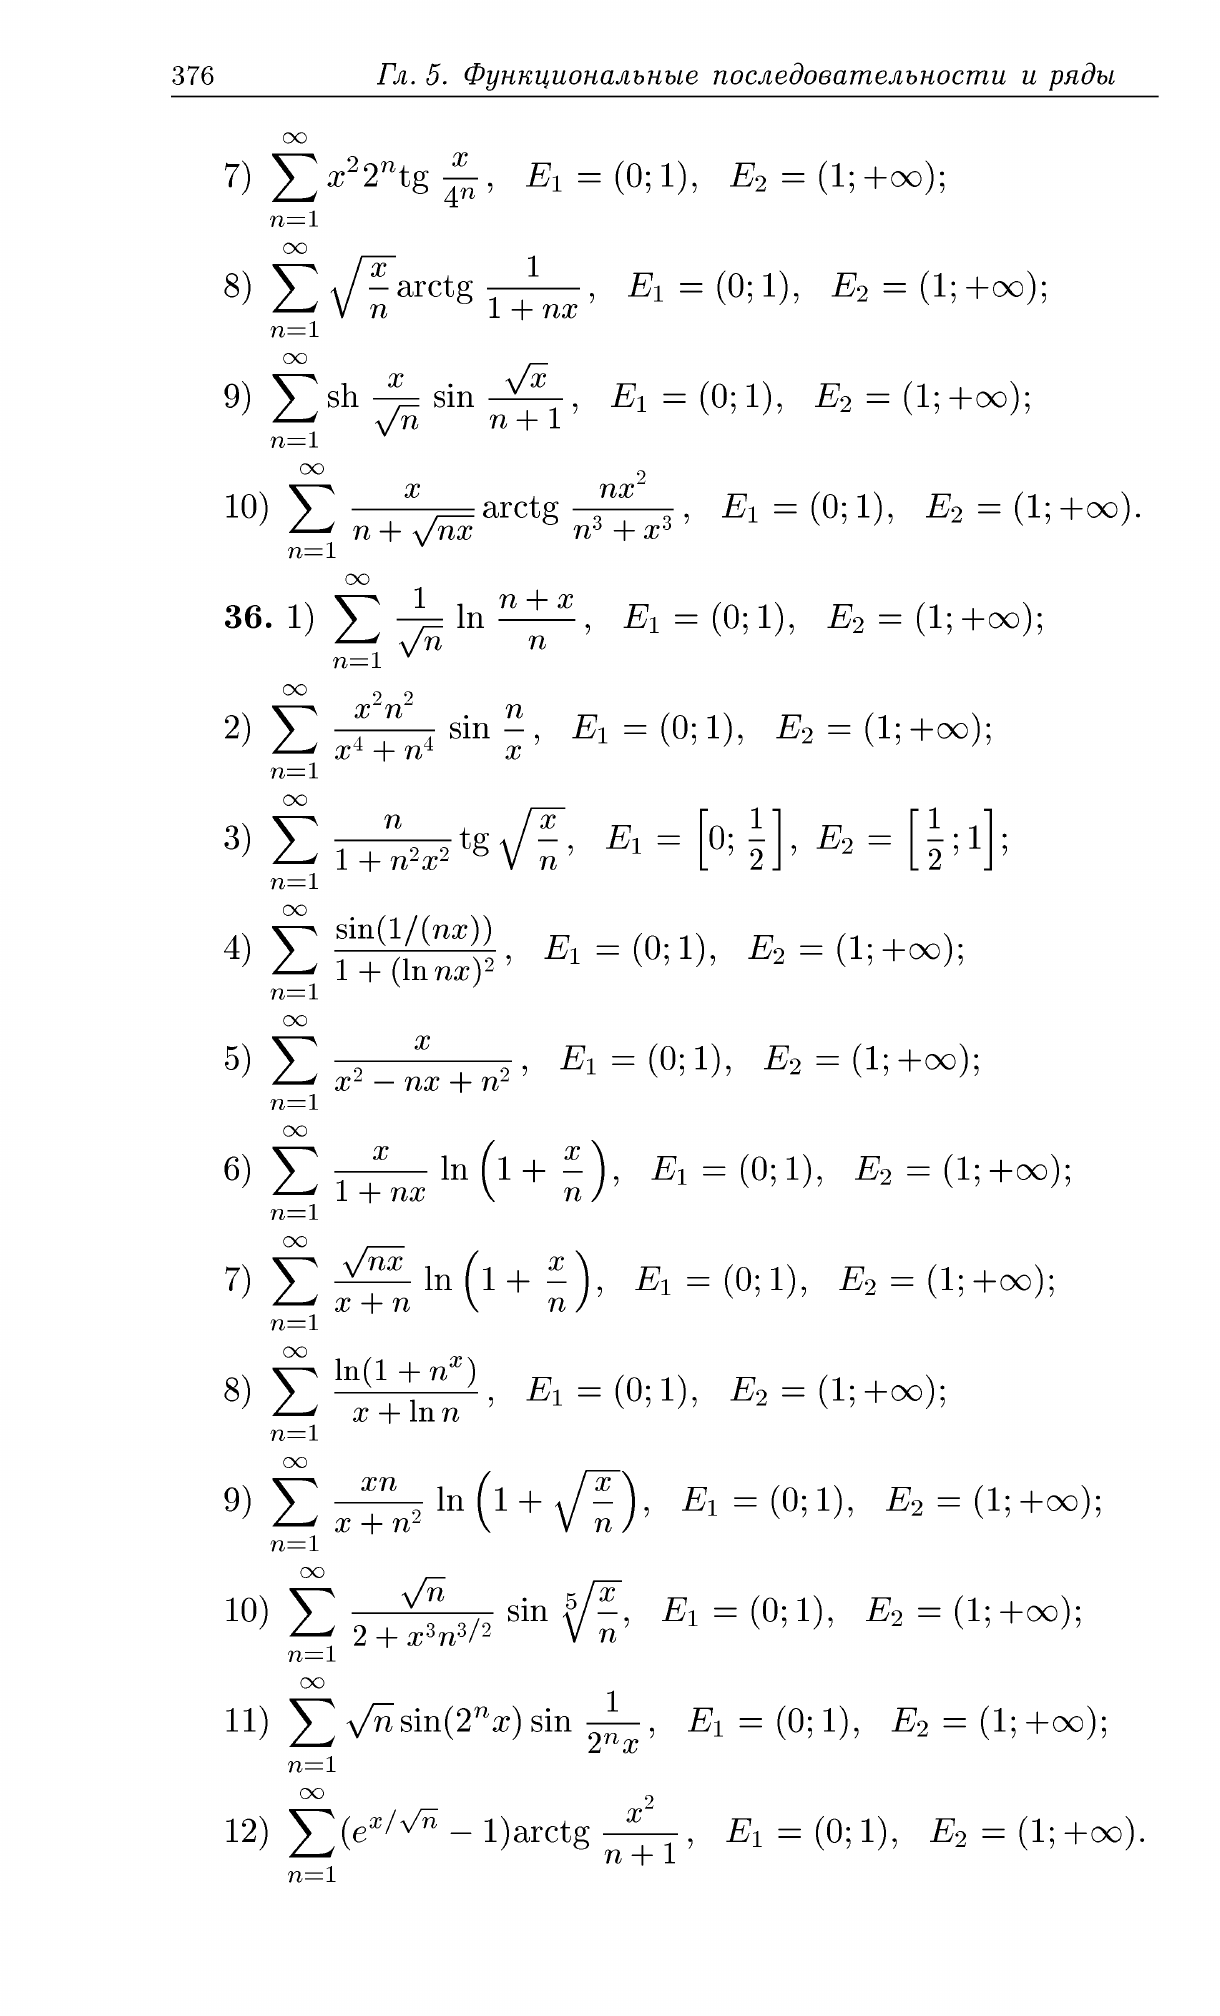 376 Гл. 5. Функциональные последовательности и ряды
7) $\sum_{n=1}^{\infty} x^2 2^n \text{tg} \frac{x}{4^n}$, $E_1 = (0; 1)$, $E_2 = (1; +\infty)$;
8) $\sum_{n=1}^{\infty} \sqrt{\frac{x}{n}} \text{arctg} \frac{1}{1 + nx}$, $E_1 = (0; 1)$, $E_2 = (1; +\infty)$;
9) $\sum_{n=1}^{\infty} \text{sh} \frac{x}{\sqrt{n}} \sin \frac{\sqrt{x}}{n + 1}$, $E_1 = (0; 1)$, $E_2 = (1; +\infty)$;
10) $\sum_{n=1}^{\infty} \frac{x}{n + \sqrt{nx}} \text{arctg} \frac{nx^2}{n^3 + x^3}$, $E_1 = (0; 1)$, $E_2 = (1; +\infty)$.
36. 1) $\sum_{n=1}^{\infty} \frac{1}{\sqrt{n}} \ln \frac{n + x}{n}$, $E_1 = (0; 1)$, $E_2 = (1; +\infty)$;
2) $\sum_{n=1}^{\infty} \frac{x^2 n^2}{x^4 + n^4} \sin \frac{n}{x}$, $E_1 = (0; 1)$, $E_2 = (1; +\infty)$;
3) $\sum_{n=1}^{\infty} \frac{n}{1 + n^2 x^2} \text{tg} \sqrt{\frac{x}{n}}$, $E_1 = \left[0; \frac{1}{2}\right]$, $E_2 = \left[\frac{1}{2}; 1\right]$;
4) $\sum_{n=1}^{\infty} \frac{\sin(1/(nx))}{1 + (\ln nx)^2}$, $E_1 = (0; 1)$, $E_2 = (1; +\infty)$;
5) $\sum_{n=1}^{\infty} \frac{x}{x^2 - nx + n^2}$, $E_1 = (0; 1)$, $E_2 = (1; +\infty)$;
6) $\sum_{n=1}^{\infty} \frac{x}{1 + nx} \ln \left(1 + \frac{x}{n}\right)$, $E_1 = (0; 1)$, $E_2 = (1; +\infty)$;
7) $\sum_{n=1}^{\infty} \frac{\sqrt{nx}}{x + n} \ln \left(1 + \frac{x}{n}\right)$, $E_1 = (0; 1)$, $E_2 = (1; +\infty)$;
8) $\sum_{n=1}^{\infty} \frac{\ln(1 + n^x)}{x + \ln n}$, $E_1 = (0; 1)$, $E_2 = (1; +\infty)$;
9) $\sum_{n=1}^{\infty} \frac{xn}{x + n^2} \ln \left(1 + \sqrt{\frac{x}{n}}\right)$, $E_1 = (0; 1)$, $E_2 = (1; +\infty)$;
10) $\sum_{n=1}^{\infty} \frac{\sqrt{n}}{2 + x^3 n^{3/2}} \sin \sqrt[5]{\frac{x}{n}}$, $E_1 = (0; 1)$, $E_2 = (1; +\infty)$;
11) $\sum_{n=1}^{\infty} \sqrt{n} \sin(2^n x) \sin \frac{1}{2^n x}$, $E_1 = (0; 1)$, $E_2 = (1; +\infty)$;
12) $\sum_{n=1}^{\infty} (e^{x/\sqrt{n}} - 1) \text{arctg} \frac{x^2}{n + 1}$, $E_1 = (0; 1)$, $E_2 = (1; +\infty)$.